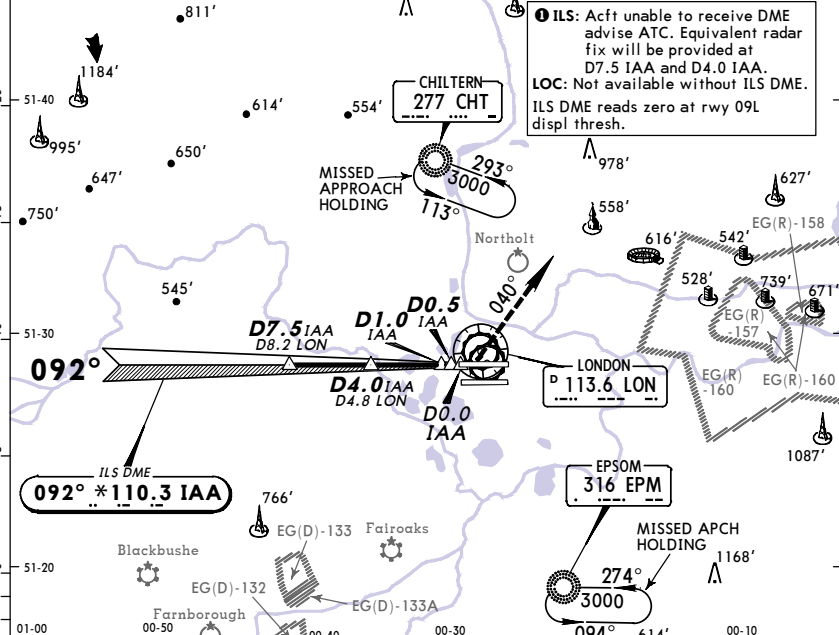 811'
❶ ILS: Acft unable to receive DME
advise ATC. Equivalent radar
fix will be provided at
D7.5 IAA and D4.0 IAA.
LOC: Not available without ILS DME.
ILS DME reads zero at rwy 09L
displ thresh.
1184'
CHILTERN
277 CHT
51-40
614'
554'
995'
650'
647'
MISSED
APPROACH
HOLDING
293°
3000
113°
978'
627'
750'
558'
EG(R)-158
Northolt
616'
542'
545'
040°
528'
739'
671'
EG(R)
-157
51-30
D7.5 IAA
D8.2 LON
D1.0
IAA
D0.5
IAA
092°
D4.0 IAA
D4.8 LON
D0.0
IAA
LONDON
D 113.6 LON
EG(R)
-160
EG(R)-160
1087'
ILS DME
092° *110.3 IAA
EPSOM
316 EPM
766'
EG(D)-133
Fairoaks
MISSED APCH
HOLDING
Blackbushe
1168'
51-20
EG(D)-132
EG(D)-133A
274°
3000
Farnborough
094°
614'
01-00
00-50
00-40
00-30
00-10